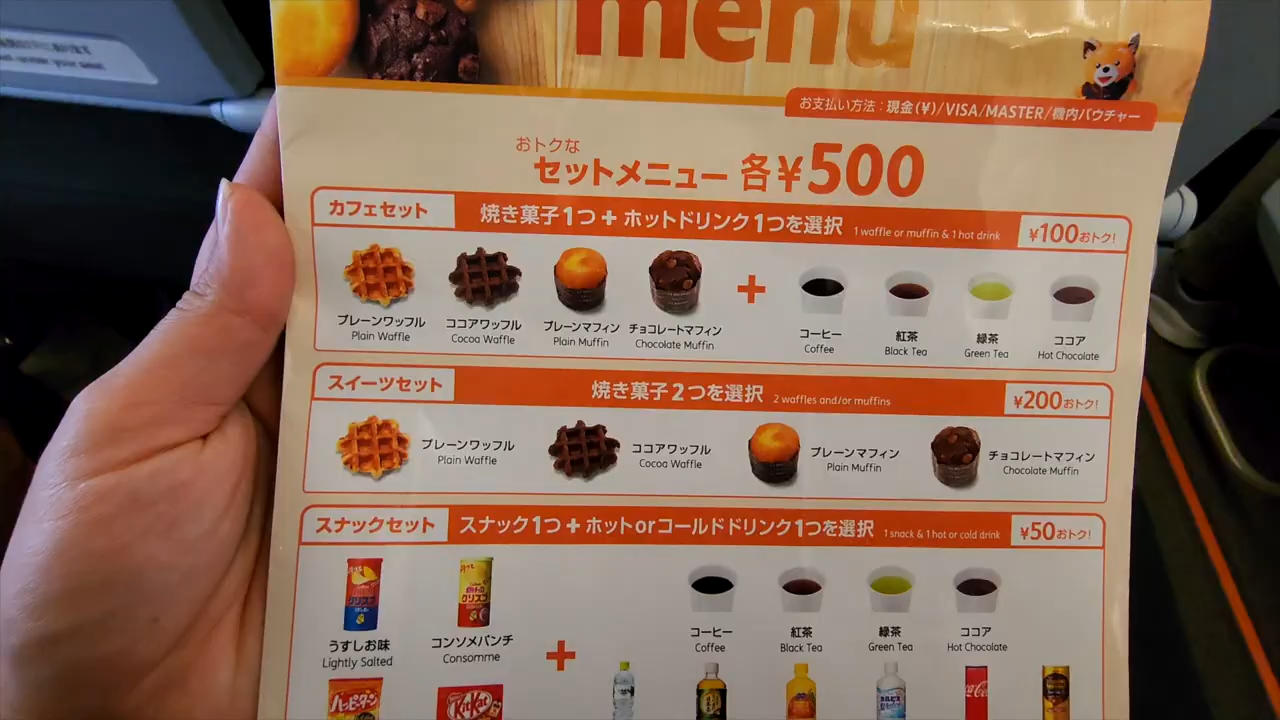 menu
お支払い方法：現金(¥)/VISA/MASTER/機内バウチャー
おトクな
セットメニュー 各¥500
カフェセット 焼き菓子1つ＋ホットドリンク1つを選択 1 waffle or muffin & 1 hot drink ¥100おトク!
プレーンワッフル ココアワッフル プレーンマフィン チョコレートマフィン + コーヒー 紅茶 緑茶 ココア
Plain Waffle Cocoa Waffle Plain Muffin Chocolate Muffin Coffee Black Tea Green Tea Hot Chocolate
スイーツセット 焼き菓子2つを選択 2 waffles and/or muffins ¥200おトク!
プレーンワッフル ココアワッフル プレーンマフィン チョコレートマフィン
Plain Waffle Cocoa Waffle Plain Muffin Chocolate Muffin
スナックセット スナック1つ＋ホットorコールドドリンク1つを選択 1 snack & 1 hot or cold drink ¥50おトク!
うすしお味 コンソメパンチ + コーヒー 紅茶 緑茶 ココア
Lightly Salted Consomme Coffee Black Tea Green Tea Hot Chocolate
ハッピーターン KitKat